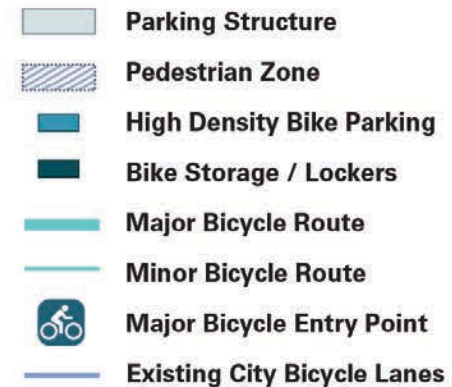 Parking Structure
Pedestrian Zone
High Density Bike Parking
Bike Storage / Lockers
Major Bicycle Route
Minor Bicycle Route
Major Bicycle Entry Point
Existing City Bicycle Lanes